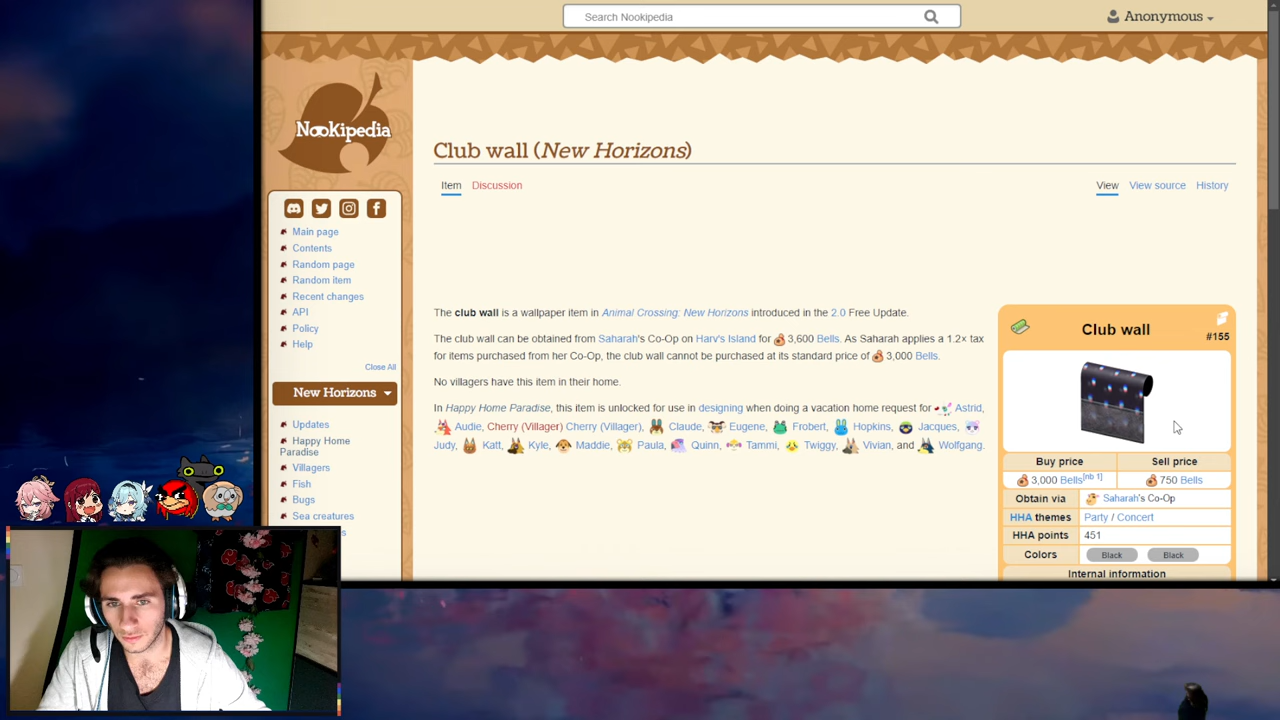 Search Nookipedia
Anonymous
Nookipedia
Club wall (New Horizons)
Item Discussion
View View source History
Main page
Contents
Random page
Random item
Recent changes
API
Policy
Help
Close All
New Horizons
Updates
Happy Home
Paradise
Villagers
Fish
Bugs
Sea creatures
The club wall is a wallpaper item in Animal Crossing: New Horizons introduced in the 2.0 Free Update.
The club wall can be obtained from Saharah's Co-Op on Harv's Island for 3,600 Bells. As Saharah applies a 1.2× tax
for items purchased from her Co-Op, the club wall cannot be purchased at its standard price of 3,000 Bells.
No villagers have this item in their home.
In Happy Home Paradise, this item is unlocked for use in designing when doing a vacation home request for Astrid,
Audie, Cherry (Villager) Cherry (Villager), Claude, Eugene, Frobert, Hopkins, Jacques,
Judy, Katt, Kyle, Maddie, Paula, Quinn, Tammi, Twiggy, Vivian, and Wolfgang.
Club wall
#155
Buy price Sell price
3,000 Bells[nb 1] 750 Bells
Obtain via Saharah's Co-Op
HHA themes Party / Concert
HHA points 451
Colors Black Black
Internal information